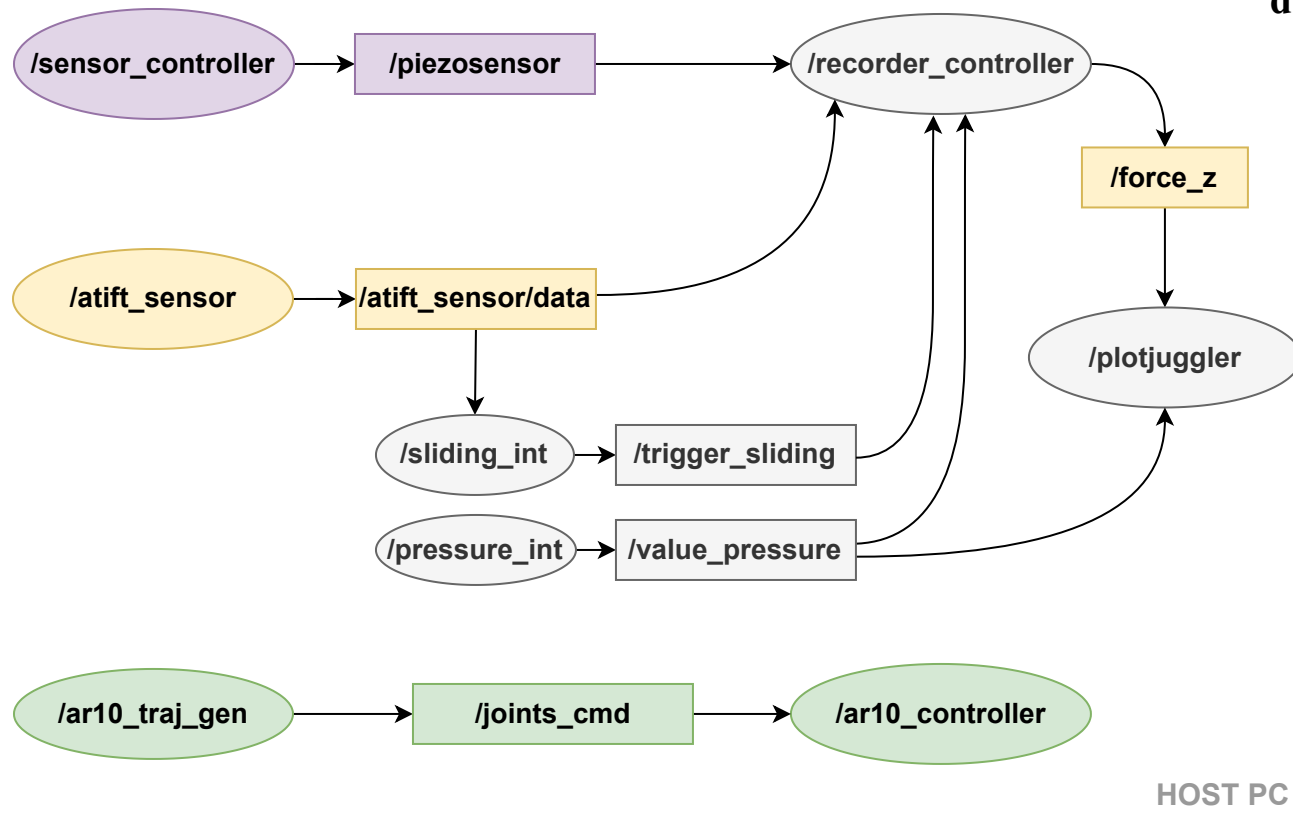 d
/sensor_controller
/piezosensor
/recorder_controller
/force_z
/atift_sensor
/atift_sensor/data
/plotjuggler
/sliding_int
/trigger_sliding
/pressure_int
/value_pressure
/ar10_traj_gen
/joints_cmd
/ar10_controller
HOST PC